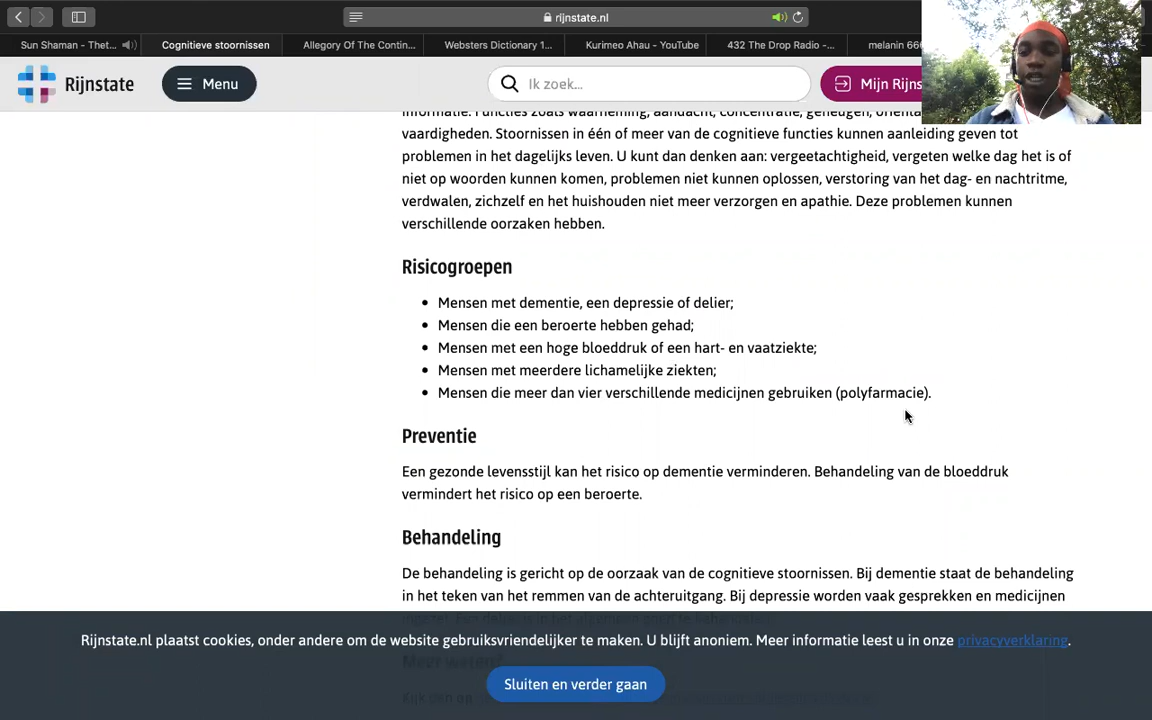 rijnstate.nl
Sun Shaman - Thet...
Cognitieve stoornissen
Allegory Of The Contin...
Websters Dictionary 1...
Kurimeo Ahau - YouTube
432 The Drop Radio -...
melanin 666
Rijnstate
Menu
Ik zoek...
Mijn Rijns
informatie. Functies zoals waarneming, aandacht, concentratie, geheugen,
vaardigheden. Stoornissen in één of meer van de cognitieve functies kunnen aanleiding geven tot
problemen in het dagelijks leven. U kunt dan denken aan: vergeetachtigheid, vergeten welke dag het is of
niet op woorden kunnen komen, problemen niet kunnen oplossen, verstoring van het dag- en nachtritme,
verdwalen, zichzelf en het huishouden niet meer verzorgen en apathie. Deze problemen kunnen
verschillende oorzaken hebben.
Risicogroepen
• Mensen met dementie, een depressie of delier;
• Mensen die een beroerte hebben gehad;
• Mensen met een hoge bloeddruk of een hart- en vaatziekte;
• Mensen met meerdere lichamelijke ziekten;
• Mensen die meer dan vier verschillende medicijnen gebruiken (polyfarmacie).
Preventie
Een gezonde levensstijl kan het risico op dementie verminderen. Behandeling van de bloeddruk
vermindert het risico op een beroerte.
Behandeling
De behandeling is gericht op de oorzaak van de cognitieve stoornissen. Bij dementie staat de behandeling
in het teken van het remmen van de achteruitgang. Bij depressie worden vaak gesprekken en medicijnen
Rijnstate.nl plaatst cookies, onder andere om de website gebruiksvriendelijker te maken. U blijft anoniem. Meer informatie leest u in onze privacyverklaring.
Meer weten?
Sluiten en verder gaan